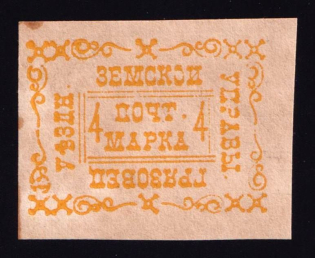 ЗЕМСКОЙ
УПРАВЫ
ГРЯЗОВЕЦ
УѢЗДН.
4 ПОЧТ. 4
МАРКА